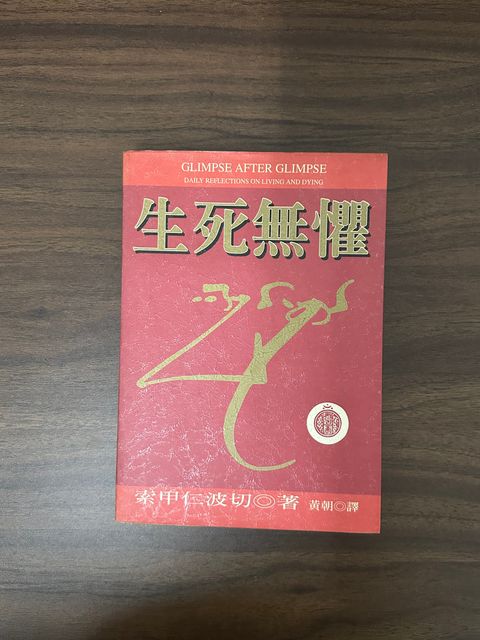 GLIMPSE AFTER GLIMPSE
DAILY REFLECTIONS ON LIVING AND DYING
生死無懼
索甲仁波切◎著 黃朝◎譯